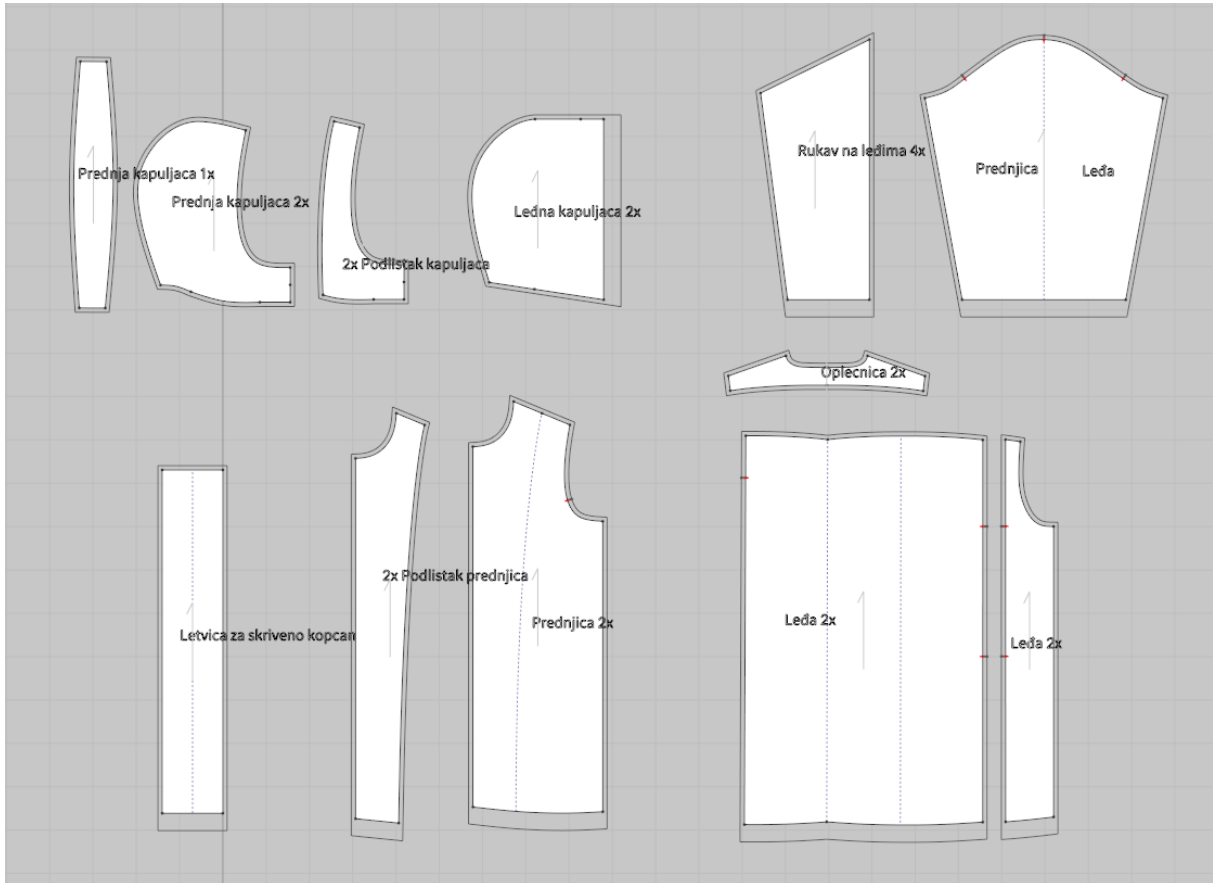 Prednja kapuljaca 1x
Prednja kapuljaca 2x
2x Podlistak kapuljaca
Leđna kapuljaca 2x
Rukav na leđima 4x
Prednjica
Leđa
Oplecnica 2x
Letvica za skriveno kopcan
2x Podlistak prednjica
Prednjica 2x
Leđa 2x
Leđa 2x